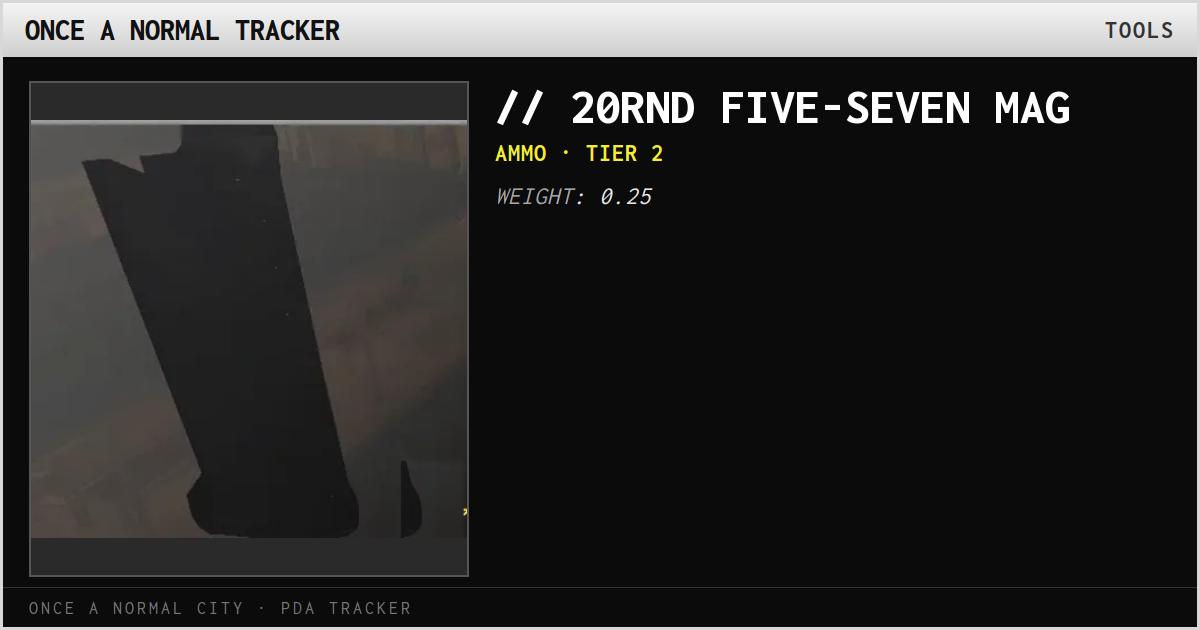 ONCE A NORMAL TRACKER
TOOLS
// 20RND FIVE-SEVEN MAG
AMMO · TIER 2
WEIGHT: 0.25
ONCE A NORMAL CITY · PDA TRACKER